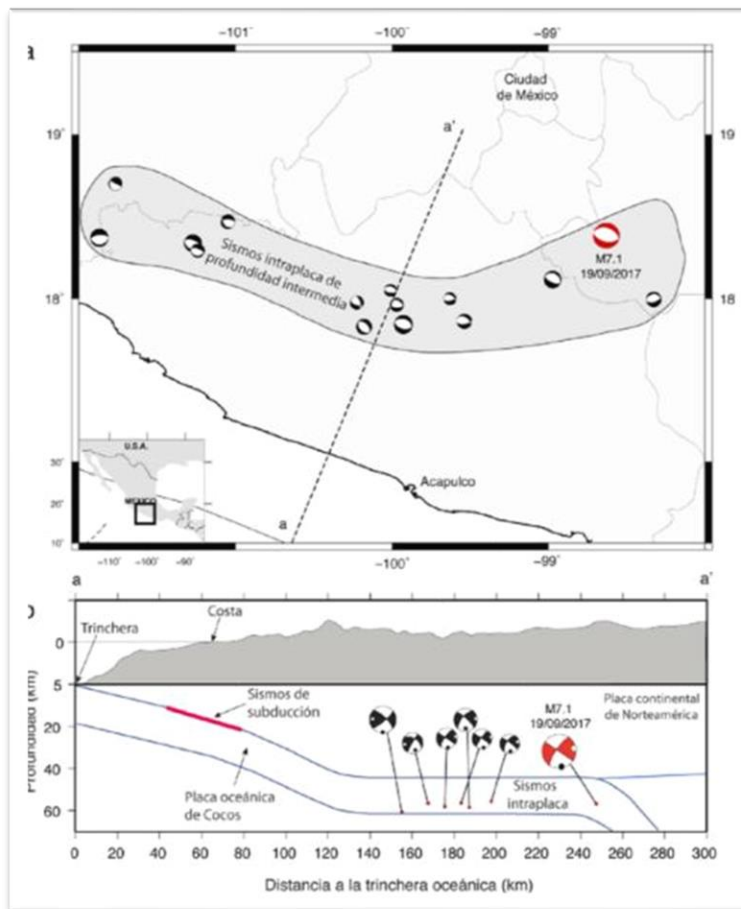 a
-101°
-100°
-99°
Ciudad
de México
a'
19°
19
Sismos intraplaca de
profundidad intermedia
M7.1
19/09/2017
18°
18
U.S.A.
MÉXICO
30'
20'
10'
-110° -100° -90°
Acapulco
a
-100°
-99°
a
a'
Trinchera
Costa
0
5
20
40
60
Profundidad (km)
Sismos de
subducción
Placa oceánica
de Cocos
M7.1
19/09/2017
Placa continental
de Norteamérica
Sismos
intraplaca
0 20 40 60 80 100 120 140 160 180 200 220 240 260 280 300
Distancia a la trinchera oceánica (km)